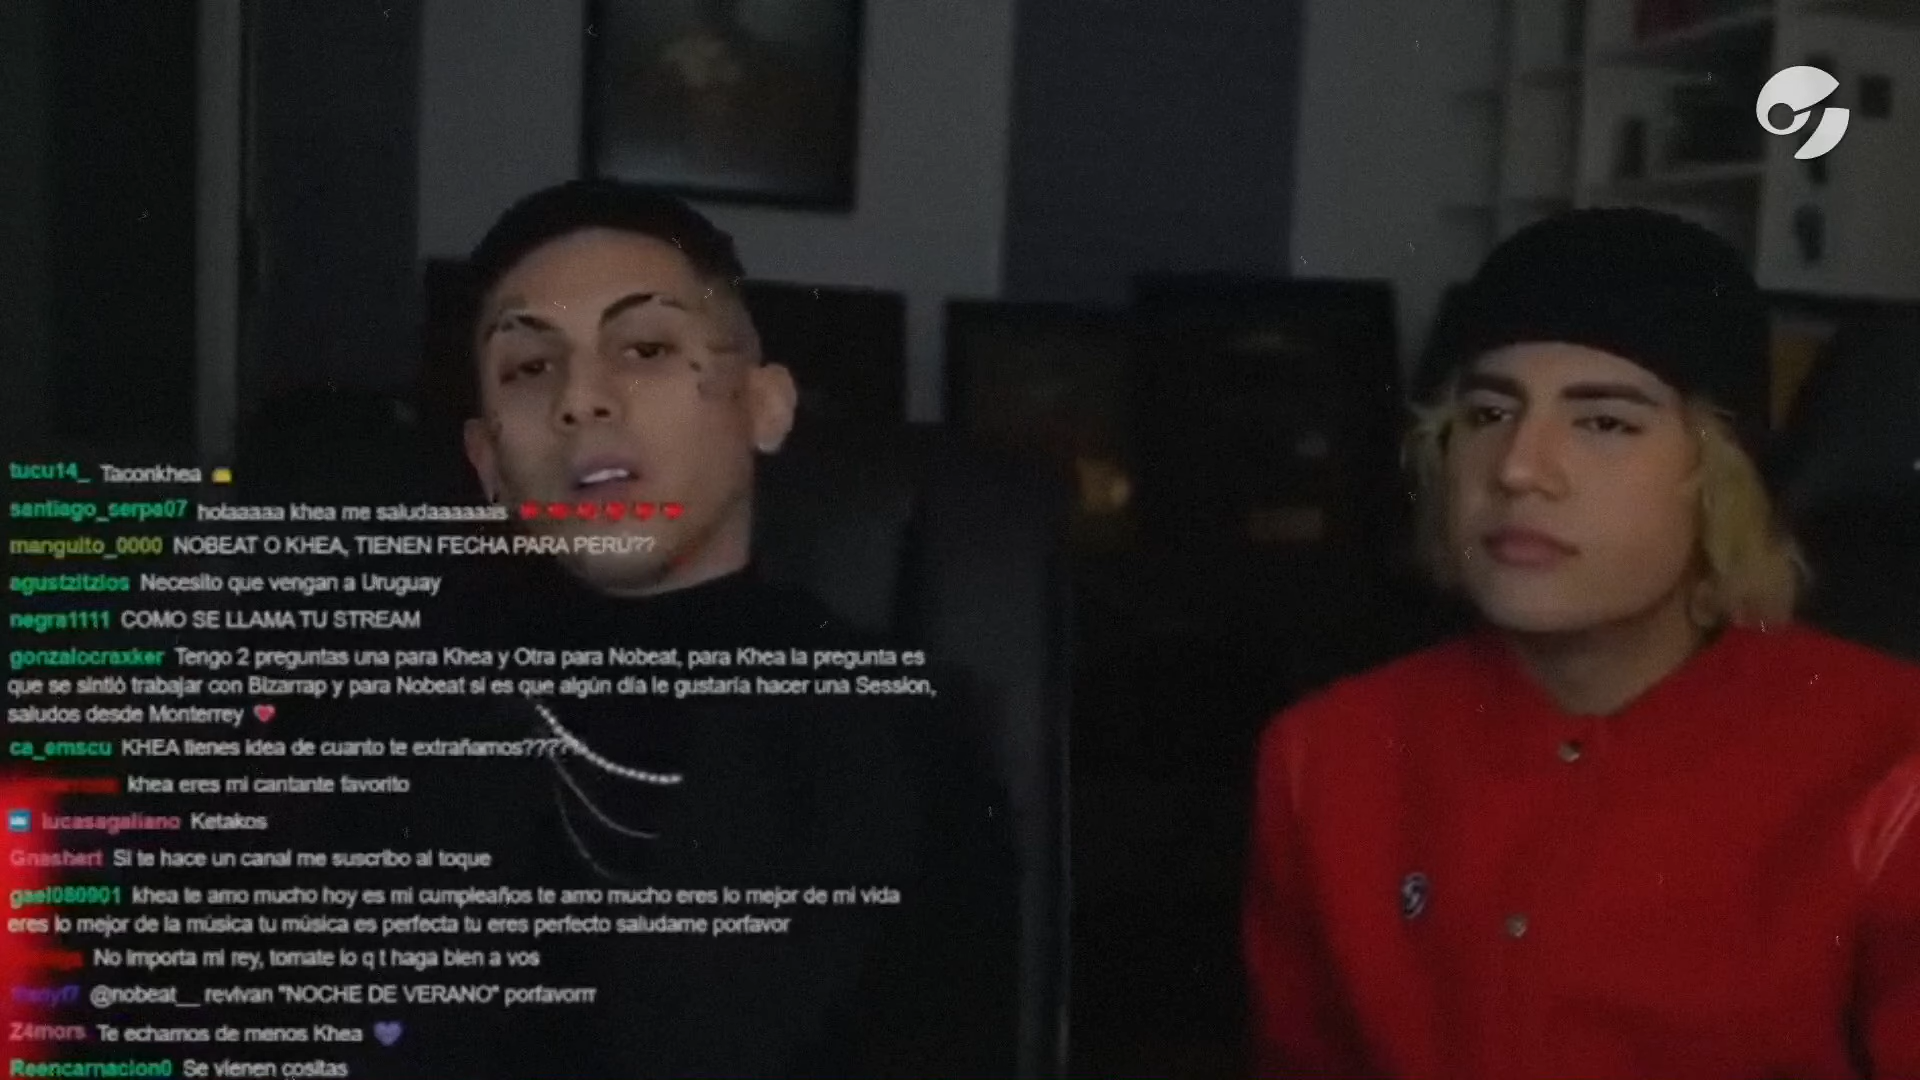 tucu14_ Taconkhea
santiago_serpa07 holaaaaa khea me saludaaaaaais
manguito_0000 NOBEAT O KHEA, TIENEN FECHA PARA PERÚ??
agustzitzios Necesito que vengan a Uruguay
negra1111 COMO SE LLAMA TU STREAM
gonzalocraxker Tengo 2 preguntas una para Khea y Otra para Nobeat, para Khea la pregunta es
que se sintió trabajar con Bizarrap y para Nobeat si es que algún día le gustaría hacer una Session,
saludos desde Monterrey
ca_emscu KHEA tienes idea de cuanto te extrañamos?????
khea eres mi cantante favorito
lucasagaliano Ketakos
Gnashert Si te hace un canal me suscribo al toque
gael080901 khea te amo mucho hoy es mi cumpleaños te amo mucho eres lo mejor de mi vida
eres lo mejor de la música tu música es perfecta tu eres perfecto saludame porfavor
No importa mi rey, tomate lo q t haga bien a vos
@nobeat__ revivan "NOCHE DE VERANO" porfavorrr
Z4mors Te echamos de menos Khea
Reencarnacion0 Se vienen cositas